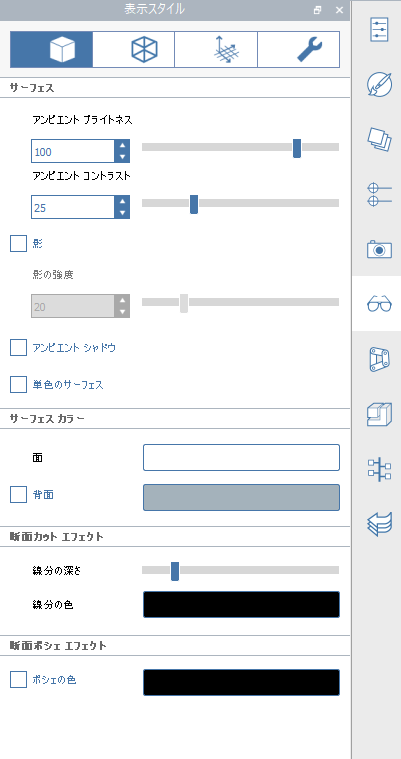 表示スタイル
サーフェス
アンビエント ブライトネス
100
アンビエント コントラスト
25
影
影の強度
20
アンビエント シャドウ
単色のサーフェス
サーフェス カラー
面
背面
断面カット エフェクト
線分の深さ
線分の色
断面ポシェ エフェクト
ポシェの色